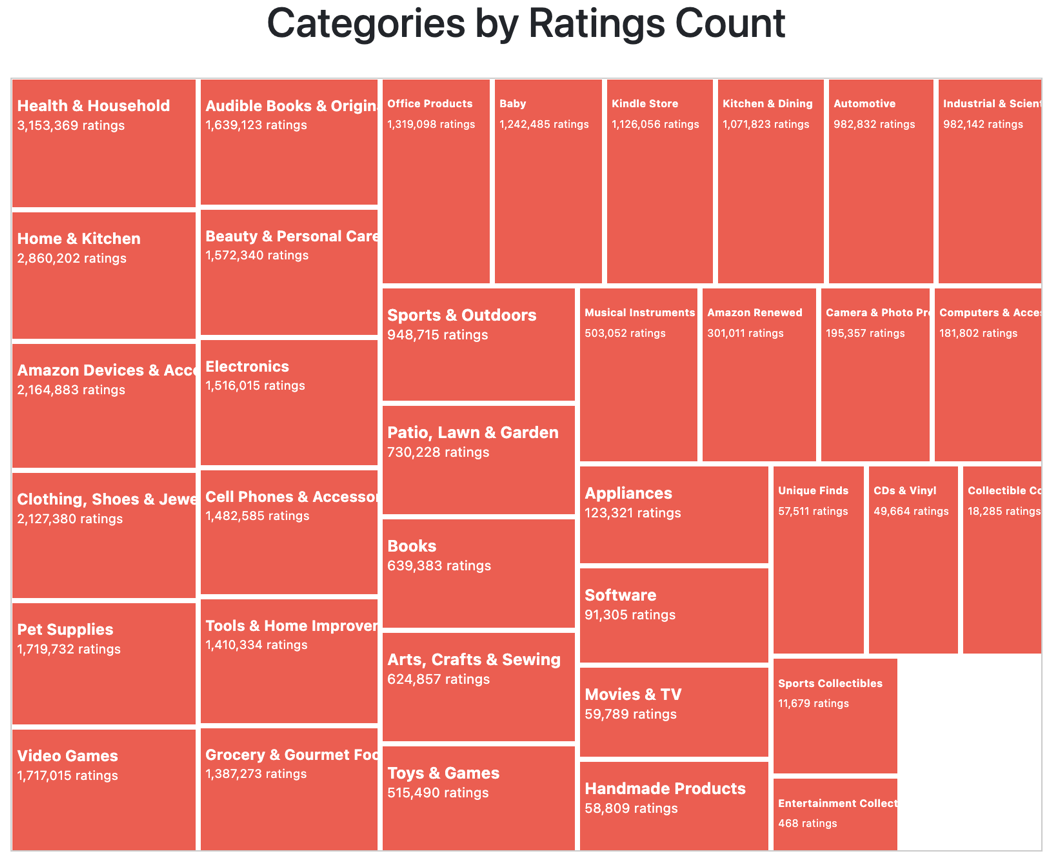 Categories by Ratings Count
Health & Household
3,153,369 ratings
Home & Kitchen
2,860,202 ratings
Amazon Devices & Acce
2,164,883 ratings
Clothing, Shoes & Jewe
2,127,380 ratings
Pet Supplies
1,719,732 ratings
Video Games
1,717,015 ratings
Audible Books & Origin
1,639,123 ratings
Beauty & Personal Care
1,572,340 ratings
Electronics
1,516,015 ratings
Cell Phones & Accessor
1,482,585 ratings
Tools & Home Improver
1,410,334 ratings
Grocery & Gourmet Foo
1,387,273 ratings
Office Products
1,319,098 ratings
Baby
1,242,485 ratings
Kindle Store
1,126,056 ratings
Kitchen & Dining
1,071,823 ratings
Automotive
982,832 ratings
Industrial & Scient
982,142 ratings
Sports & Outdoors
948,715 ratings
Patio, Lawn & Garden
730,228 ratings
Books
639,383 ratings
Arts, Crafts & Sewing
624,857 ratings
Toys & Games
515,490 ratings
Musical Instruments
503,052 ratings
Amazon Renewed
301,011 ratings
Camera & Photo Pr
195,357 ratings
Computers & Acces
181,802 ratings
Appliances
123,321 ratings
Software
91,305 ratings
Movies & TV
59,789 ratings
Handmade Products
58,809 ratings
Unique Finds
57,511 ratings
CDs & Vinyl
49,664 ratings
Collectible Co
18,285 ratings
Sports Collectibles
11,679 ratings
Entertainment Collect
468 ratings